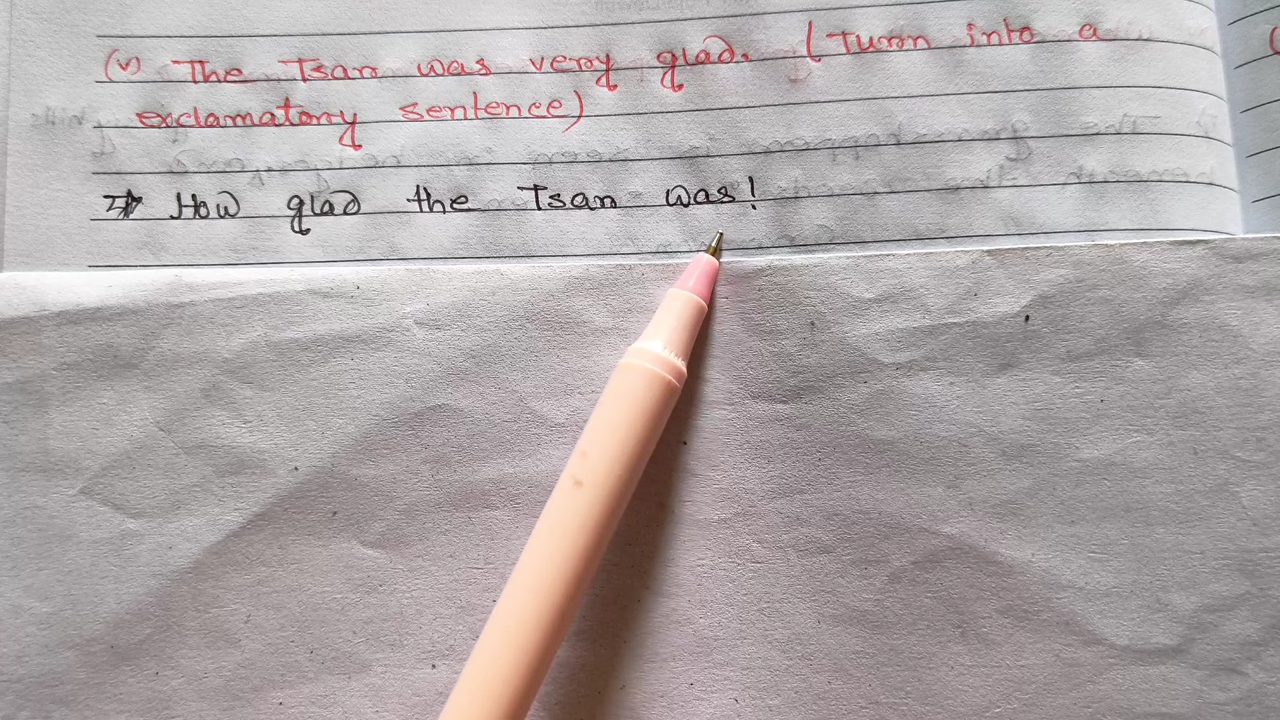 (v) The Tsar was very glad. (Turn into a
exclamatory sentence)
⇒ How glad the Tsar was!